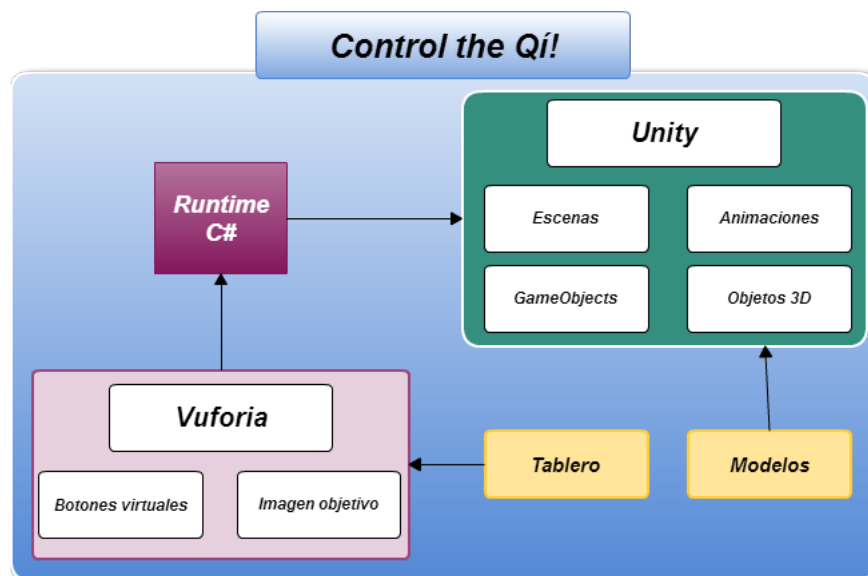 Control the Qí!
Unity
Runtime
C#
Escenas
Animaciones
GameObjects
Objetos 3D
Vuforia
Botones virtuales
Imagen objetivo
Tablero
Modelos